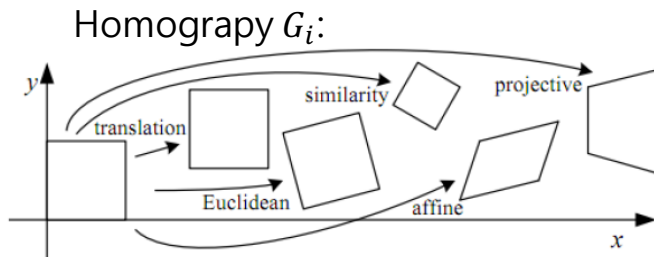 Homograpy Gᵢ:
y
similarity
projective
translation
Euclidean
affine
x